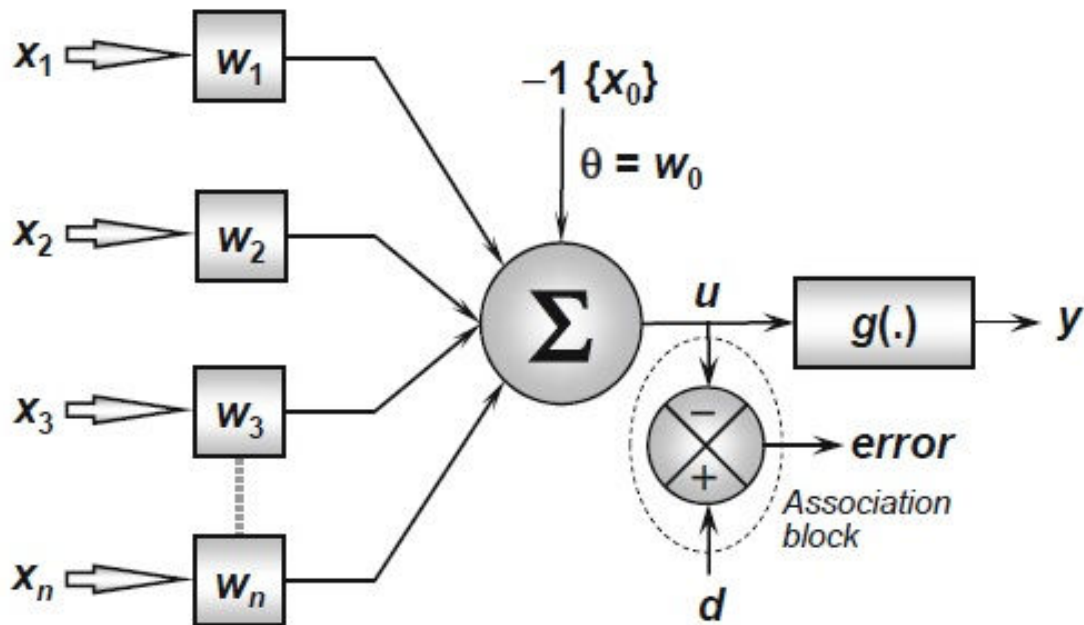 x₁
w₁
−1 {x₀}
θ = w₀
x₂
w₂
Σ
u
g(.)
y
x₃
w₃
−
+
error
Association
block
xₙ
wₙ
d